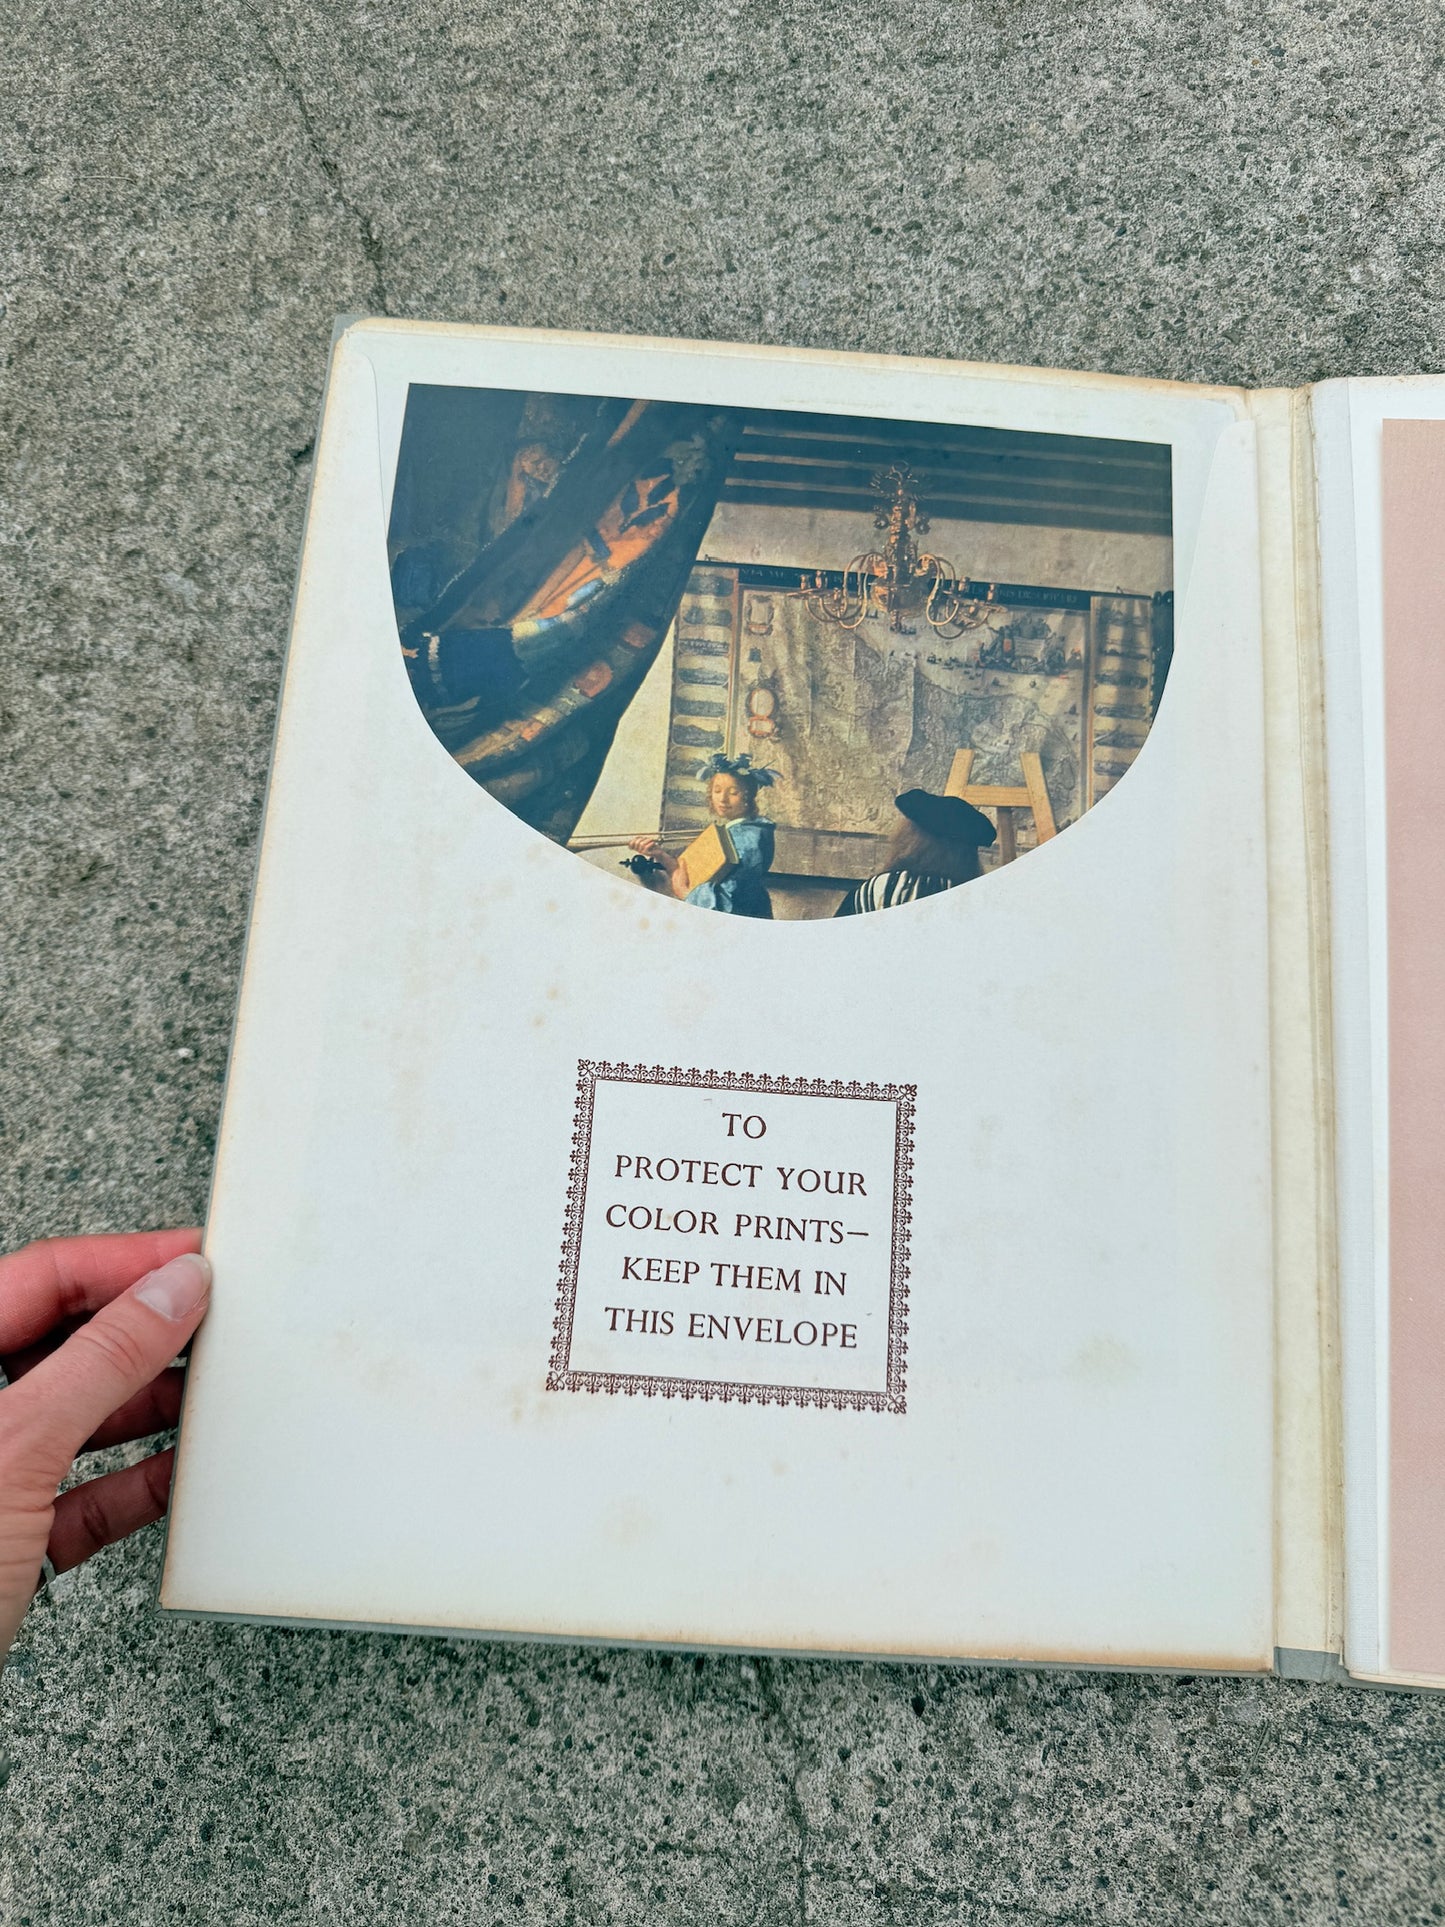 TO
PROTECT YOUR
COLOR PRINTS—
KEEP THEM IN
THIS ENVELOPE